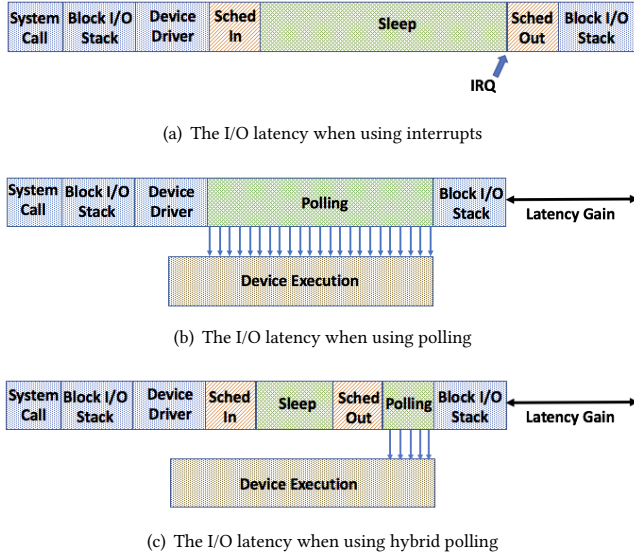 System Call
Block I/O Stack
Device Driver
Sched In
Sleep
Sched Out
Block I/O Stack
IRQ
(a) The I/O latency when using interrupts
System Call
Block I/O Stack
Device Driver
Polling
Block I/O Stack
Latency Gain
Device Execution
(b) The I/O latency when using polling
System Call
Block I/O Stack
Device Driver
Sched In
Sleep
Sched Out
Polling
Block I/O Stack
Latency Gain
Device Execution
(c) The I/O latency when using hybrid polling